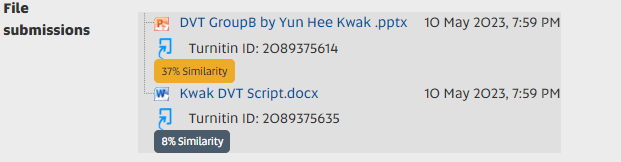 File
submissions
DVT GroupB by Yun Hee Kwak .pptx 10 May 2023, 7:59 PM
Turnitin ID: 2089375614
37% Similarity
Kwak DVT Script.docx 10 May 2023, 7:59 PM
Turnitin ID: 2089375635
8% Similarity